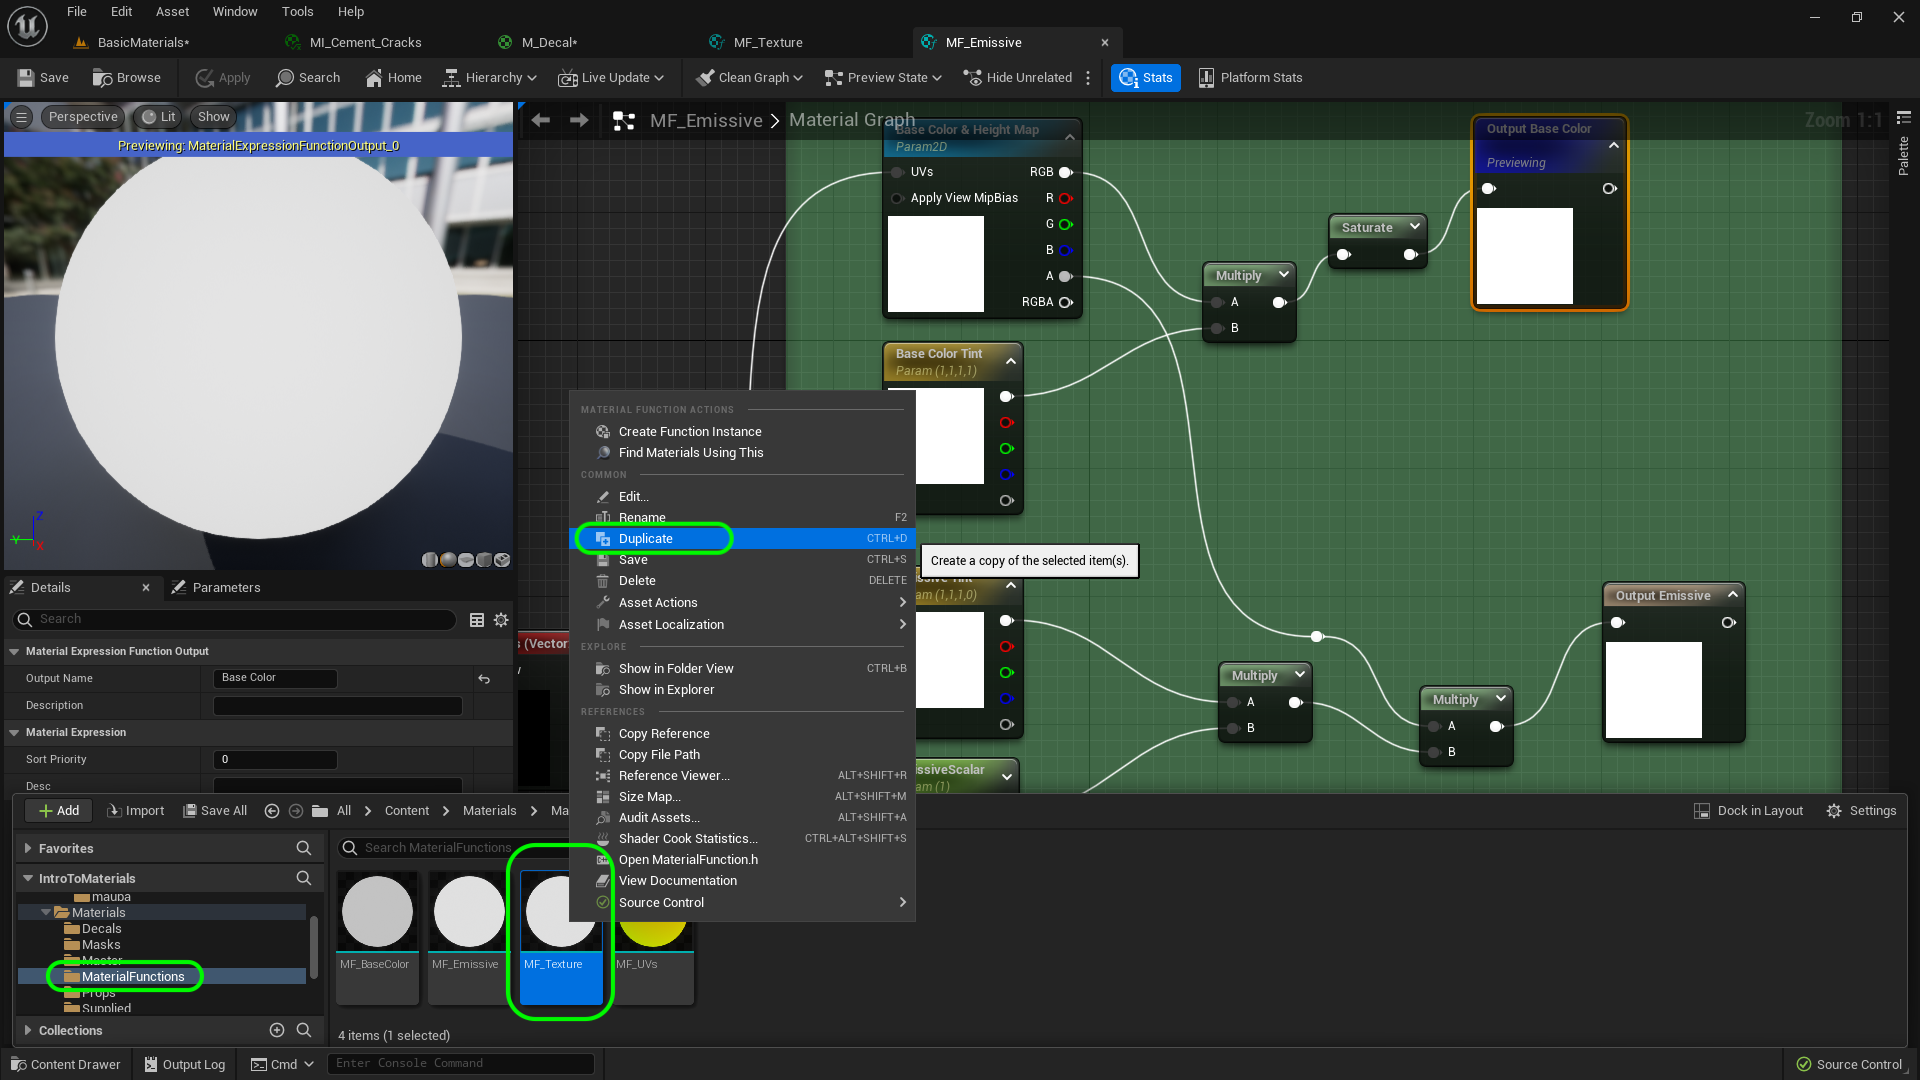 File Edit Asset Window Tools Help
BasicMaterials* MI_Cement_Cracks M_Decal* MF_Texture MF_Emissive
Save Browse Apply Search Home Hierarchy Live Update Clean Graph Preview State Hide Unrelated Stats Platform Stats
Perspective Lit Show
Previewing: MaterialExpressionFunctionOutput_0
MF_Emissive > Material Graph
Zoom 1:1
Palette
Base Color & Height Map
Param2D
UVs RGB
Apply View MipBias R
G
B
A
RGBA
Output Base Color
Previewing
Saturate
Multiply
A
B
Base Color Tint
Param (1,1,1,1)
Z
Y
X
MATERIAL FUNCTION ACTIONS
Create Function Instance
Find Materials Using This
COMMON
Edit...
Rename F2
Duplicate CTRL+D
Save CTRL+S
Delete DELETE
Asset Actions
Asset Localization
EXPLORE
Show in Folder View CTRL+B
Show in Explorer
REFERENCES
Copy Reference
Copy File Path
Reference Viewer... ALT+SHIFT+R
Size Map... ALT+SHIFT+M
Audit Assets... ALT+SHIFT+A
Shader Cook Statistics... CTRL+ALT+SHIFT+S
Open MaterialFunction.h
View Documentation
Source Control
Create a copy of the selected item(s).
(1,1,1,0)
Output Emissive
Multiply
A
B
Multiply
A
B
issiveScalar
am (1)
s (Vector
Details Parameters
Search
Material Expression Function Output
Output Name Base Color
Description
Material Expression
Sort Priority 0
Desc
Add Import Save All All > Content > Materials > Ma
Dock in Layout Settings
Favorites
IntroToMaterials
mauba
Materials
Decals
Masks
Master
MaterialFunctions
Props
Supplied
Collections
Search MaterialFunctions
MF_BaseColor MF_Emissive MF_Texture MF_UVs
4 items (1 selected)
Content Drawer Output Log Cmd Enter Console Command
Source Control